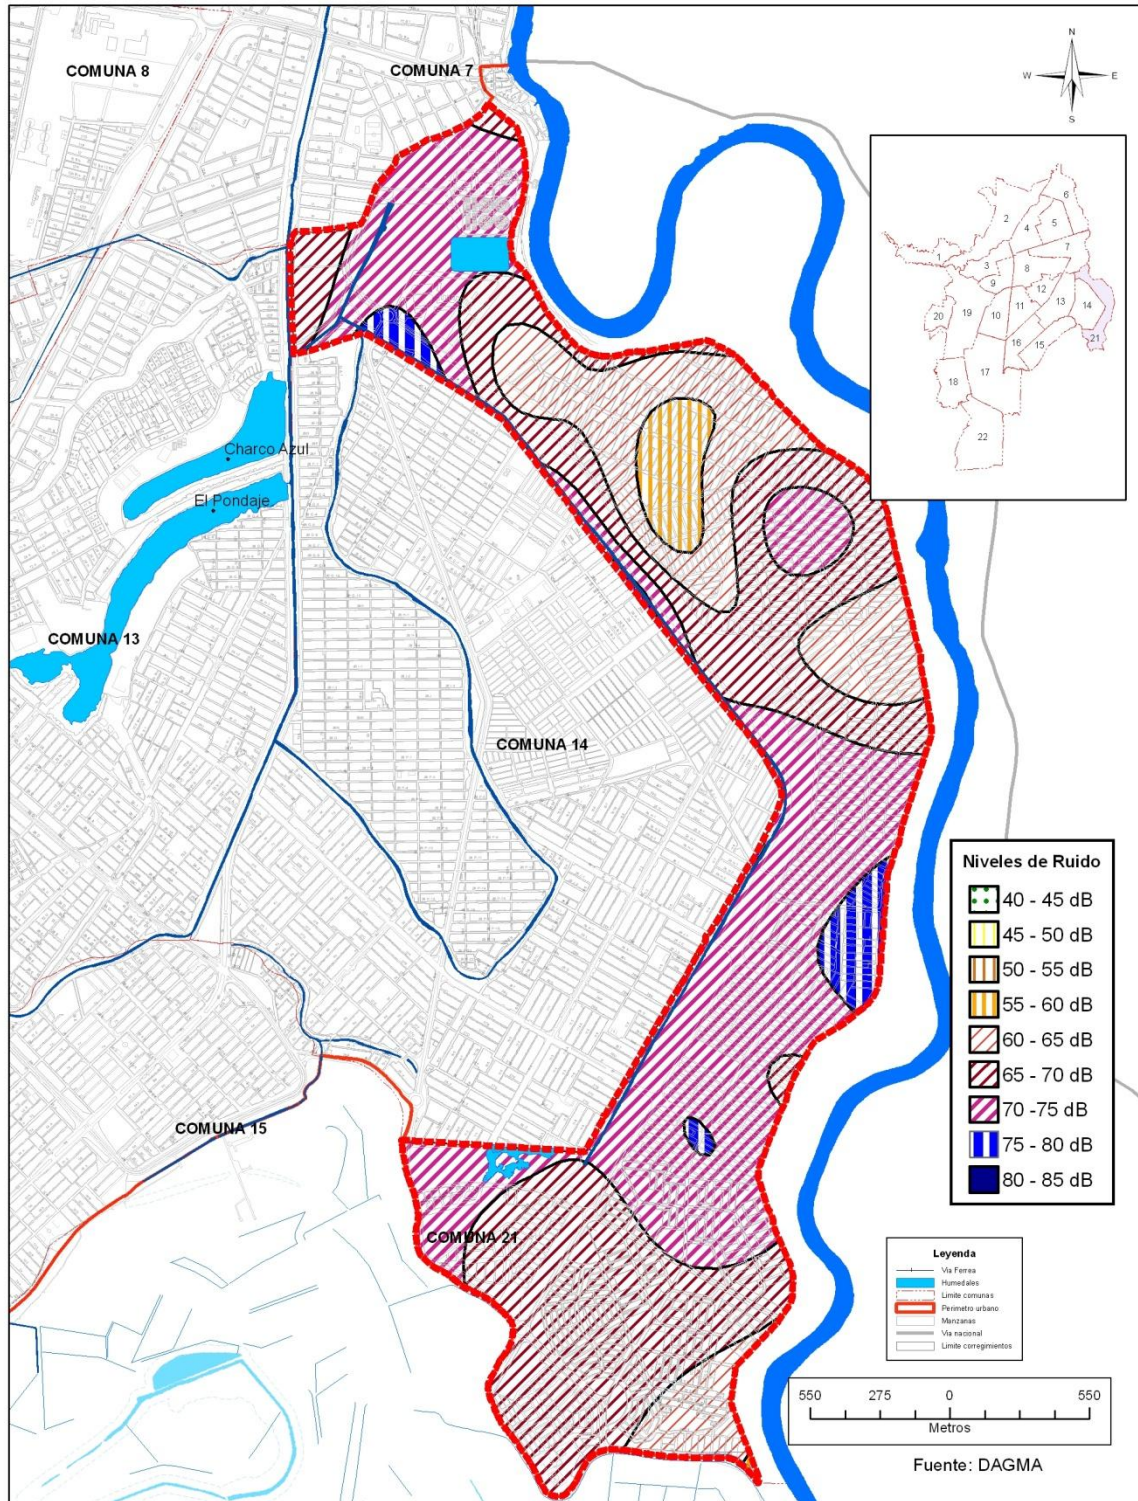 COMUNA 8
COMUNA 7
N
W
E
S
6
2
4
5
7
1
3
8
9
12
13
14
20
19
10
11
21
16
15
18
17
22
Charco Azul
El Pondaje
COMUNA 13
COMUNA 14
COMUNA 15
COMUNA 21
Niveles de Ruido
40 - 45 dB
45 - 50 dB
50 - 55 dB
55 - 60 dB
60 - 65 dB
65 - 70 dB
70 -75 dB
75 - 80 dB
80 - 85 dB
Leyenda
Via Ferrea
Humedales
Limite comunas
Perimetro urbano
Manzanas
Via nacional
Limite corregimientos
550 275 0 550
Metros
Fuente: DAGMA